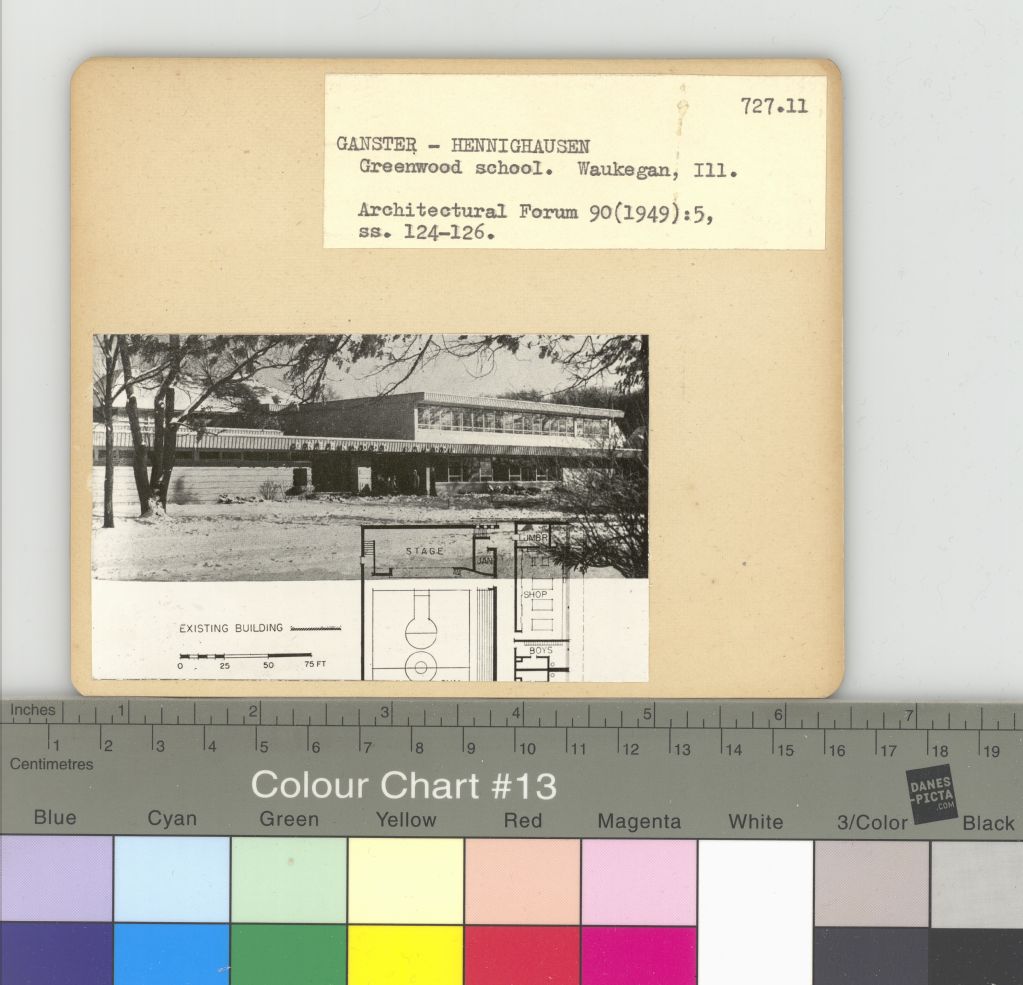 727.11
GANSTER - HENNIGHAUSEN
Greenwood school. Waukegan, Ill.
Architectural Forum 90(1949):5,
ss. 124-126.
STAGE
JAN
LUMBR
SHOP
BOYS
EXISTING BUILDING
0 25 50 75 FT
Inches 1 2 3 4 5 6 7
1 2 3 4 5 6 7 8 9 10 11 12 13 14 15 16 17 18 19
Centimetres
Colour Chart #13
DANES
-PICTA
.COM
Blue Cyan Green Yellow Red Magenta White 3/Color Black